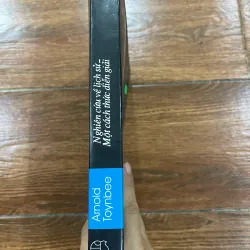 Nghiên cứu về lịch sử
Một cách thức diễn giải
Arnold
Toynbee